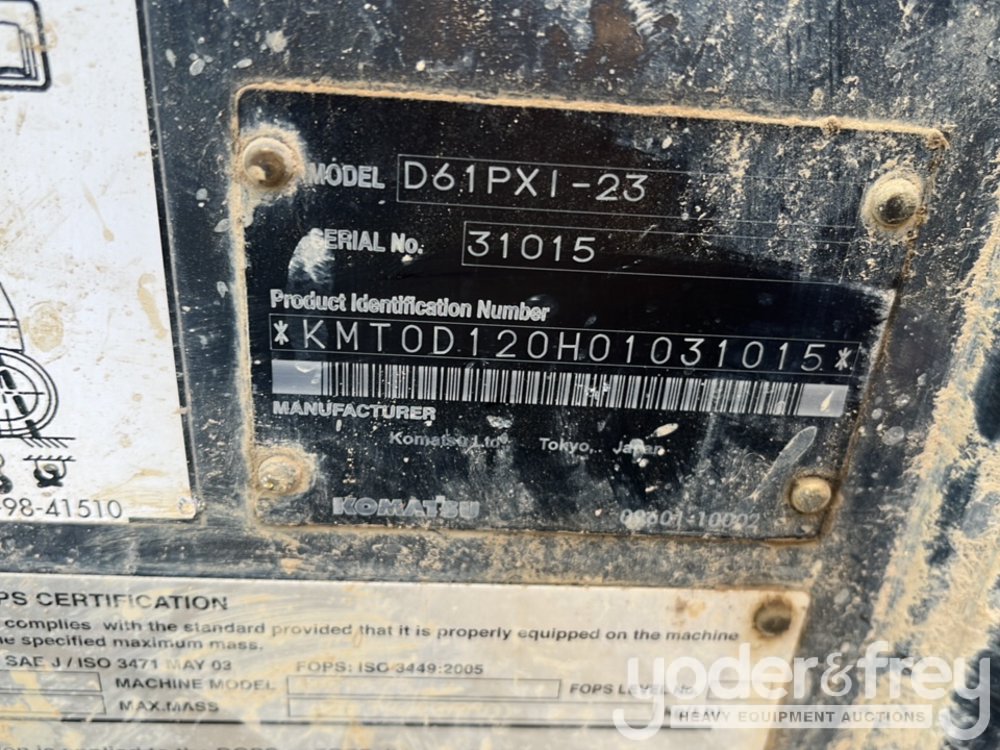 MODEL D61PXI-23
SERIAL No. 31015
Product Identification Number
*KMT0D120H01031015*
MANUFACTURER
Komatsu Ltd. Tokyo, Japan
KOMATSU
09601-10002
-98-41510
PS CERTIFICATION
complies with the standard provided that it is properly equipped on the machine
specified maximum mass.
SAE J / ISO 3471 MAY 03 FOPS: ISO 3449:2005
MACHINE MODEL FOPS LEVEL No.
MAX.MASS
yoder&frey
HEAVY EQUIPMENT AUCTIONS